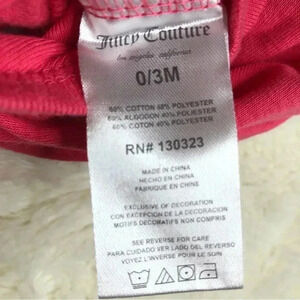 Juicy Couture
los angeles california
0/3M
60% COTTON 40% POLYESTER
60% ALGODON 40% POLIESTER
60% COTON 40% POLYESTER
RN# 130323
MADE IN CHINA
HECHO EN CHINA
FABRIQUE EN CHINE
EXCLUSIVE OF DECORATION
CON EXCEPCION DE LA DECORACION
MOTIFS DECORATIFS NON COMPRIS
SEE REVERSE FOR CARE
PARA CUIDADO VER LADO DEL REVERSO
VOYEZ L'INVERSE POUR ENTRETIEN